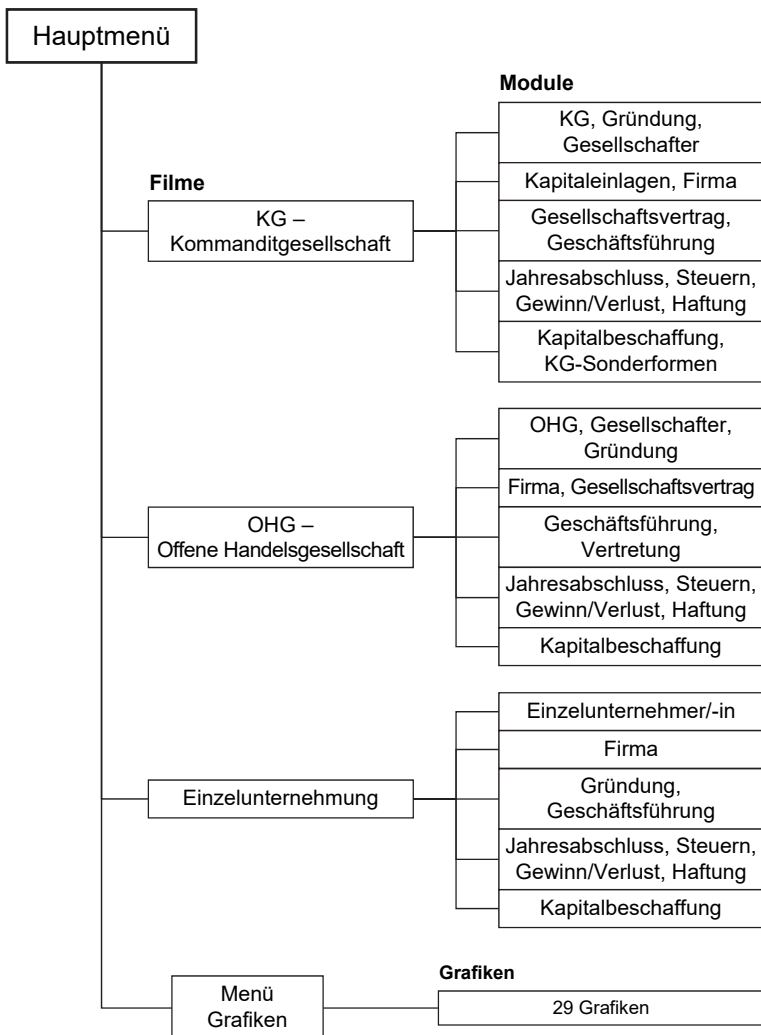 Hauptmenü
Module
KG, Gründung,
Gesellschafter
Kapitaleinlagen, Firma
Filme
KG –
Kommanditgesellschaft
Gesellschaftsvertrag,
Geschäftsführung
Jahresabschluss, Steuern,
Gewinn/Verlust, Haftung
Kapitalbeschaffung,
KG-Sonderformen
OHG, Gesellschafter,
Gründung
Firma, Gesellschaftsvertrag
OHG –
Offene Handelsgesellschaft
Geschäftsführung,
Vertretung
Jahresabschluss, Steuern,
Gewinn/Verlust, Haftung
Kapitalbeschaffung
Einzelunternehmer/-in
Firma
Einzelunternehmung
Gründung,
Geschäftsführung
Jahresabschluss, Steuern,
Gewinn/Verlust, Haftung
Kapitalbeschaffung
Menü
Grafiken
Grafiken
29 Grafiken